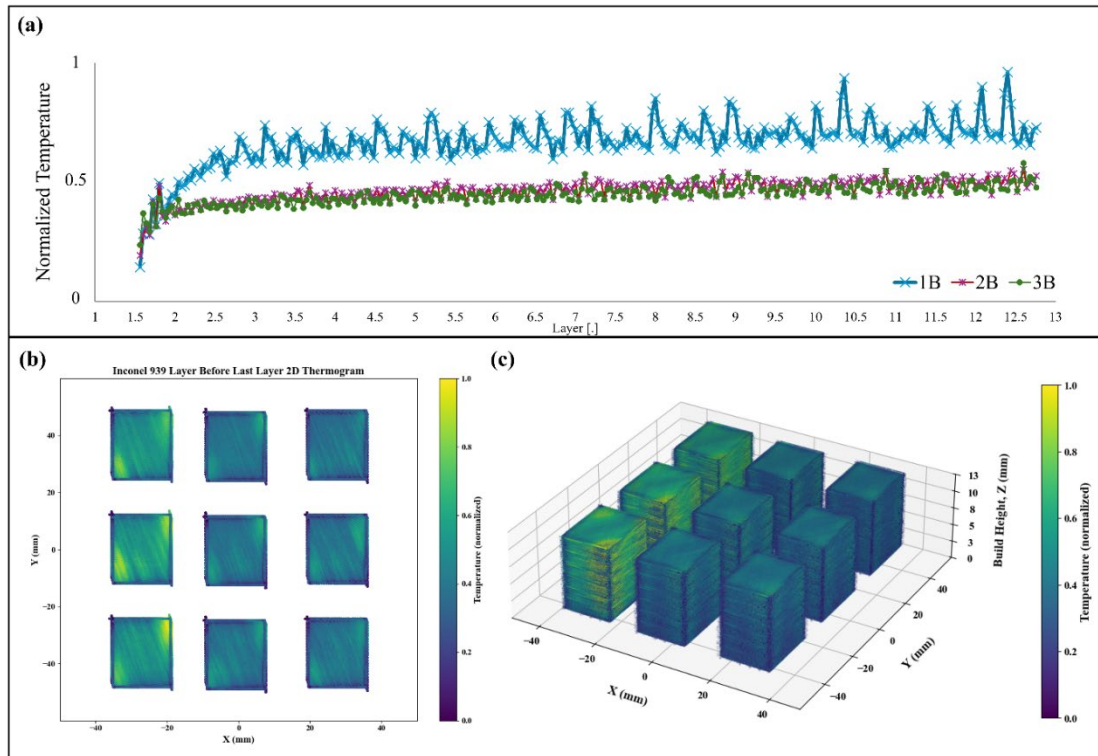 (a)
1
0.5
0
Normalized Temperature
1B 2B 3B
1 1.5 2 2.5 3 3.5 4 4.5 5 5.5 6 6.5 7 7.5 8 8.5 9 9.5 10 10.5 11 11.5 12 12.5 13
Layer [.]
(b)
Inconel 939 Layer Before Last Layer 2D Thermogram
40
20
0
−20
−40
Y (mm)
−40 −20 0 20 40
X (mm)
1.0
0.8
0.6
0.4
0.2
0.0
Temperature (normalized)
(c)
13
10
8
5
3
0
Build Height, Z (mm)
−40 −20 0 20 40
X (mm)
−40 −20 0 20 40
Y (mm)
1.0
0.8
0.6
0.4
0.2
0.0
Temperature (normalized)